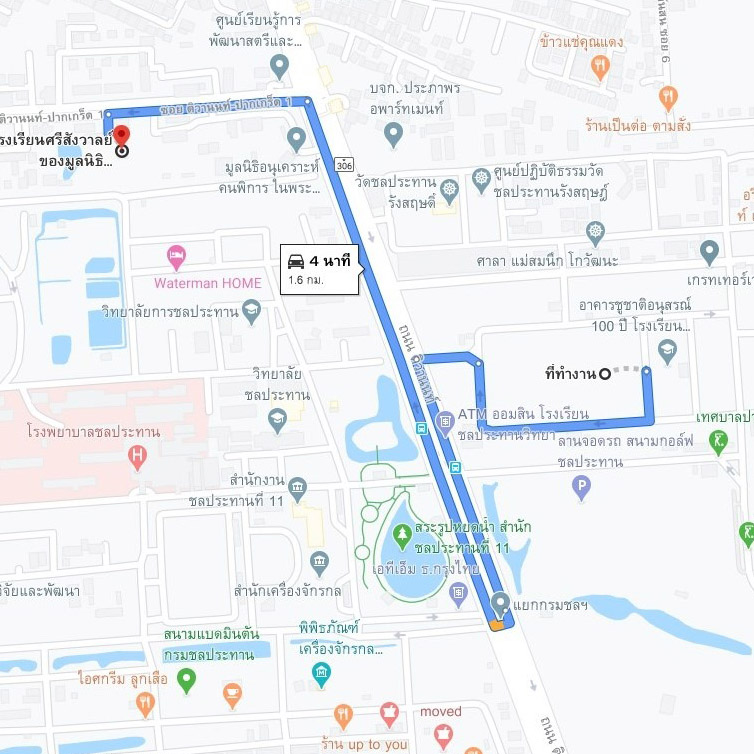 ศูนย์เรียนรู้การ
พัฒนาสตรีและ...
ข้าวแช่คุณแดง
บจก. ประภาพร
อพาร์ทเมนท์
ร้านเป็นต่อ ตามสั่ง
ติวานนท์-ปากเกร็ด 1
ซอย ติวานนท์-ปากเกร็ด 1
รงเรียนศรีสังวาลย์
ของมูลนิธิ...
306
มูลนิธิอนุเคราะห์
คนพิการ ในพระ...
วัดชลประทาน
รังสฤษดิ์
ศูนย์ปฏิบัติธรรมวัด
ชลประทานรังสฤษฎ์
4 นาที
1.6 กม.
ศาลา แม่สมนึก โกวัฒนะ
เกรทเทอร์เ
Waterman HOME
วิทยาลัยการชลประทาน
อาคารชูชาติอนุสรณ์
100 ปี โรงเรียน...
ถนน ติวานนท์
ที่ทำงาน
วิทยาลัย
ชลประทาน
ATM ออมสิน โรงเรียน
ชลประทานวิทยา
เทศบาลปา
โรงพยาบาลชลประทาน
ลานจอดรถ สนามกอล์ฟ
ชลประทาน
H
P
สำนักงาน
ชลประทานที่ 11
สระรูปหยดน้ำ สำนัก
ชลประทานที่ 11
เอทีเอ็ม ธ.กรุงไทย
วิจัยและพัฒนา
สำนักเครื่องจักรกล
แยกกรมชลฯ
สนามแบดมินตัน
กรมชลประทาน
พิพิธภัณฑ์
เครื่องจักรกล...
ไอศกรีม ลูกเสือ
moved
ร้าน up to you
ถนน ติ